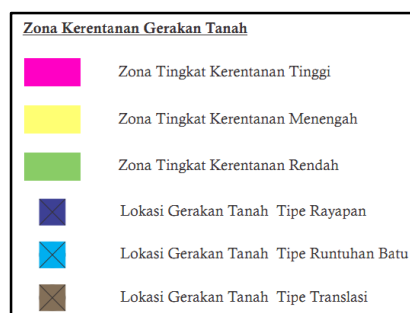 Zona Kerentanan Gerakan Tanah
Zona Tingkat Kerentanan Tinggi
Zona Tingkat Kerentanan Menengah
Zona Tingkat Kerentanan Rendah
Lokasi Gerakan Tanah Tipe Rayapan
Lokasi Gerakan Tanah Tipe Runtuhan Batu
Lokasi Gerakan Tanah Tipe Translasi